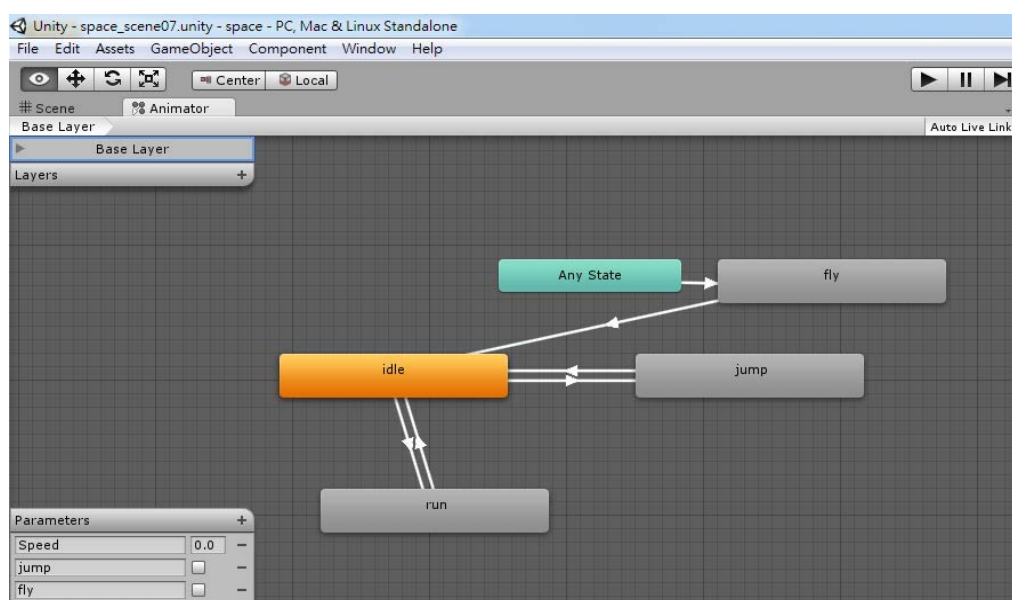 Unity - space_scene07.unity - space - PC, Mac & Linux Standalone
File Edit Assets GameObject Component Window Help
Center Local
Scene Animator
Base Layer Auto Live Link
Base Layer
Layers +
Any State
fly
idle
jump
run
Parameters +
Speed 0.0 −
jump −
fly −